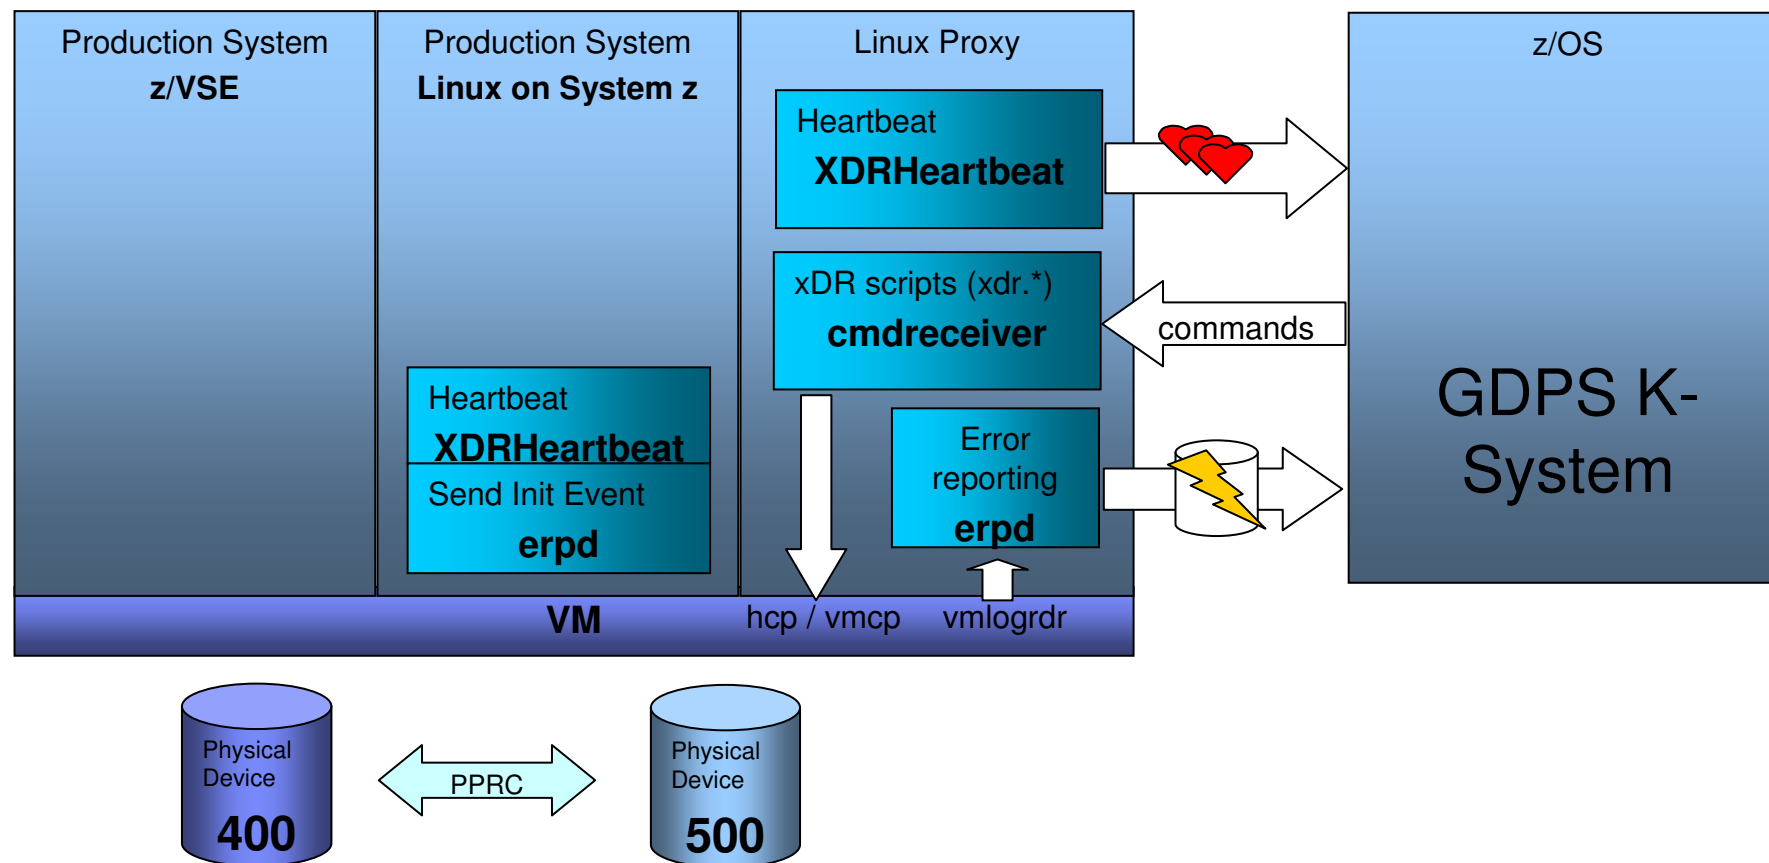 Production System
z/VSE
Production System
Linux on System z
Linux Proxy
z/OS
Heartbeat
XDRHeartbeat
xDR scripts (xdr.*)
cmdreceiver
commands
Heartbeat
XDRHeartbeat
Send Init Event
erpd
Error
reporting
erpd
GDPS K-
System
VM
hcp / vmcp
vmlogrdr
Physical
Device
400
PPRC
Physical
Device
500